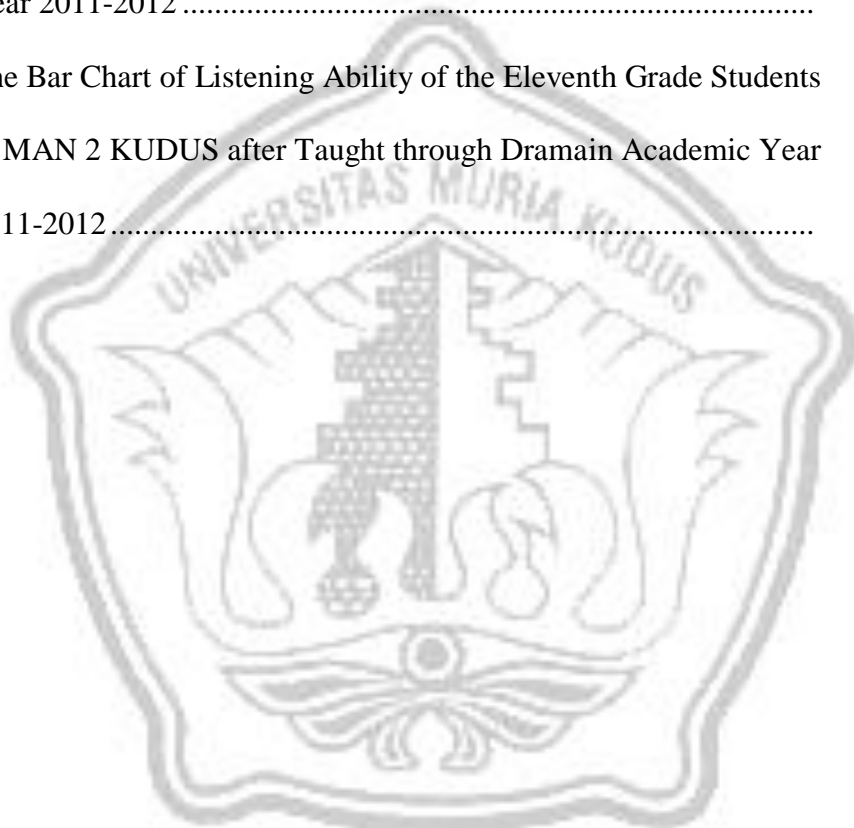 ear 2011-2012 ............................................................................
ne Bar Chart of Listening Ability of the Eleventh Grade Students
MAN 2 KUDUS after Taught through Dramain Academic Year
11-2012 .....................................................................................
UNIVERSITAS MURIA KUDUS